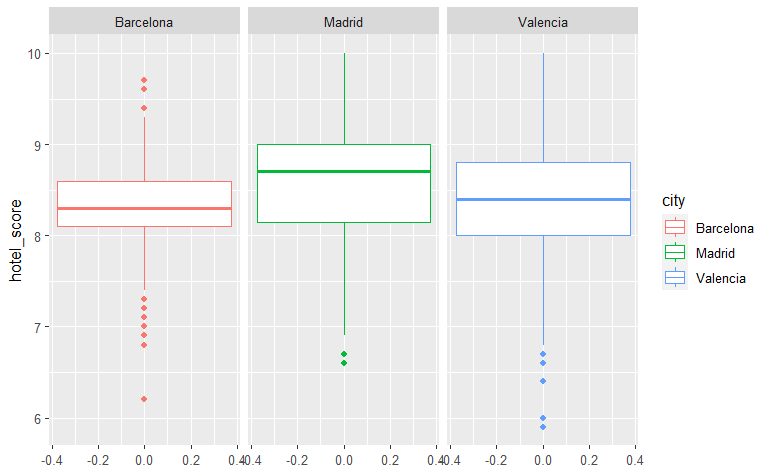 Barcelona Madrid Valencia
10
9
8
7
6
hotel_score
-0.4 -0.2 0.0 0.2 0.4 -0.4 -0.2 0.0 0.2 0.4 -0.4 -0.2 0.0 0.2 0.4
city
Barcelona
Madrid
Valencia